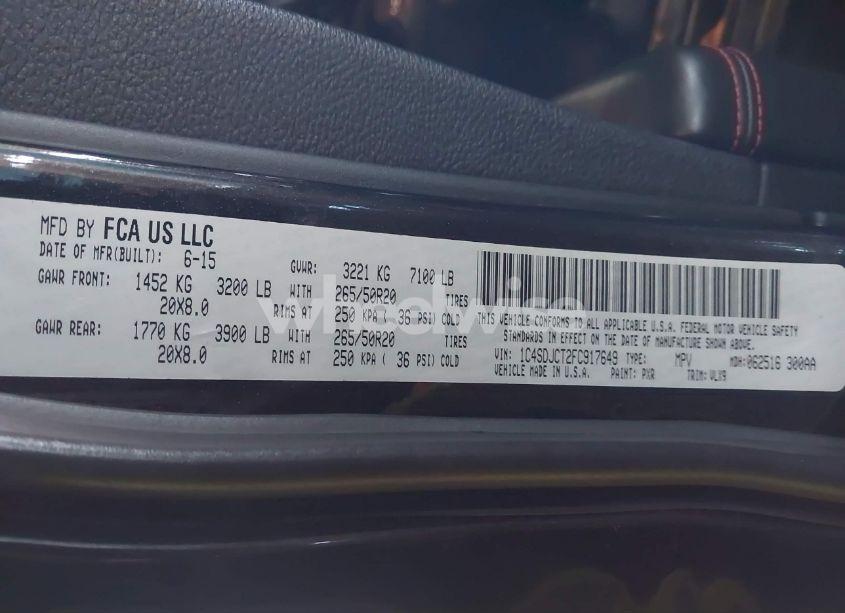 MFD BY FCA US LLC
DATE OF MFR(BUILT): 6-15 GVWR: 3221 KG 7100 LB
GAWR FRONT: 1452 KG 3200 LB WITH 265/50R20 TIRES
20X8.0 RIMS AT 250 KPA ( 36 PSI) COLD
GAWR REAR: 1770 KG 3900 LB WITH 265/50R20 TIRES
20X8.0 RIMS AT 250 KPA ( 36 PSI) COLD
THIS VEHICLE CONFORMS TO ALL APPLICABLE U.S.A. FEDERAL MOTOR VEHICLE SAFETY
STANDARDS IN EFFECT ON THE DATE OF MANUFACTURE SHOWN ABOVE.
VIN: 1C4SDJCT2FC917649 TYPE: MPV MDH:062516 300AA
VEHICLE MADE IN U.S.A. PAINT: PXR TRIM: VLX9
wheelwise